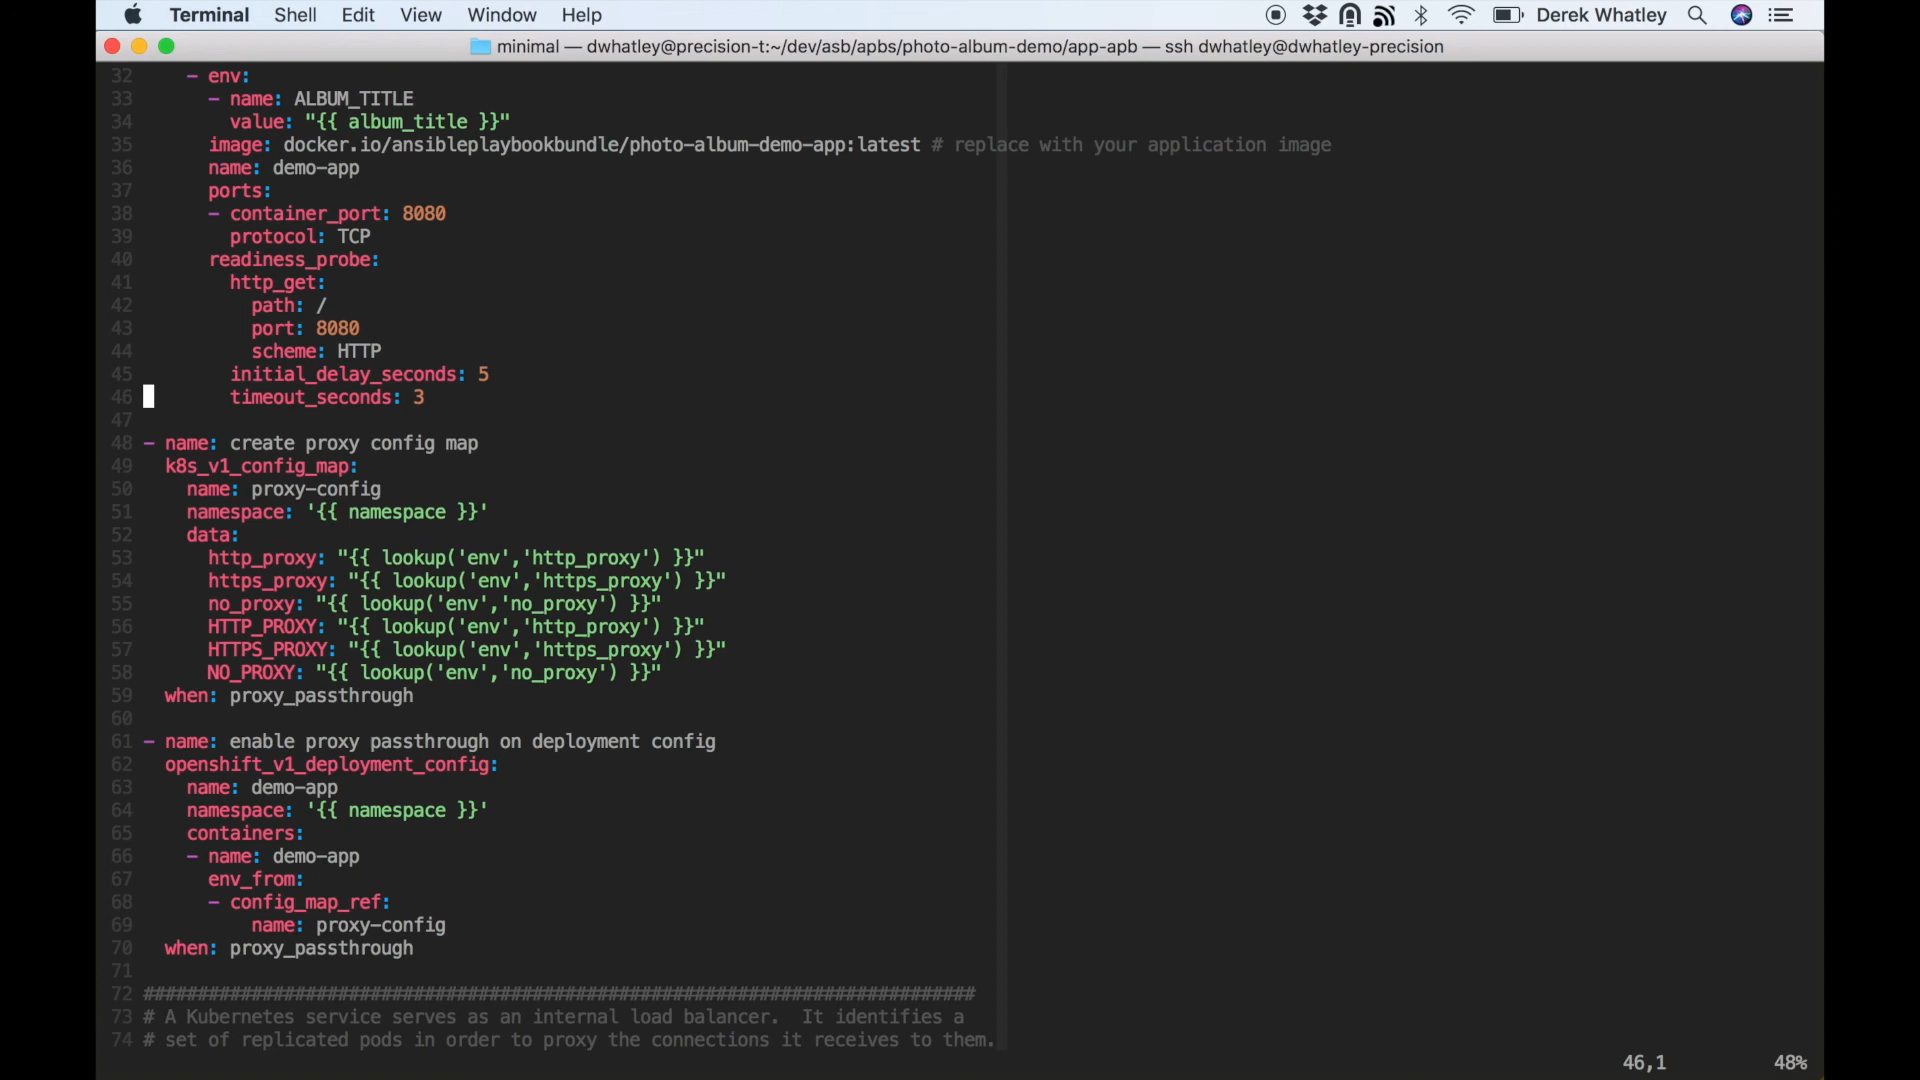 Terminal Shell Edit View Window Help Derek Whatley
minimal — dwhatley@precision-t:~/dev/asb/apbs/photo-album-demo/app-apb — ssh dwhatley@dwhatley-precision
32     - env:
33       - name: ALBUM_TITLE
34         value: "{{ album_title }}"
35       image: docker.io/ansibleplaybookbundle/photo-album-demo-app:latest # replace with your application image
36       name: demo-app
37       ports:
38       - container_port: 8080
39         protocol: TCP
40       readiness_probe:
41         http_get:
42           path: /
43           port: 8080
44           scheme: HTTP
45         initial_delay_seconds: 5
46         timeout_seconds: 3
47
48 - name: create proxy config map
49   k8s_v1_config_map:
50     name: proxy-config
51     namespace: '{{ namespace }}'
52     data:
53       http_proxy: "{{ lookup('env','http_proxy') }}"
54       https_proxy: "{{ lookup('env','https_proxy') }}"
55       no_proxy: "{{ lookup('env','no_proxy') }}"
56       HTTP_PROXY: "{{ lookup('env','http_proxy') }}"
57       HTTPS_PROXY: "{{ lookup('env','https_proxy') }}"
58       NO_PROXY: "{{ lookup('env','no_proxy') }}"
59   when: proxy_passthrough
60
61 - name: enable proxy passthrough on deployment config
62   openshift_v1_deployment_config:
63     name: demo-app
64     namespace: '{{ namespace }}'
65     containers:
66     - name: demo-app
67       env_from:
68       - config_map_ref:
69           name: proxy-config
70   when: proxy_passthrough
71
72 #############################################################################
73 # A Kubernetes service serves as an internal load balancer.  It identifies a
74 # set of replicated pods in order to proxy the connections it receives to them.
46,1 48%